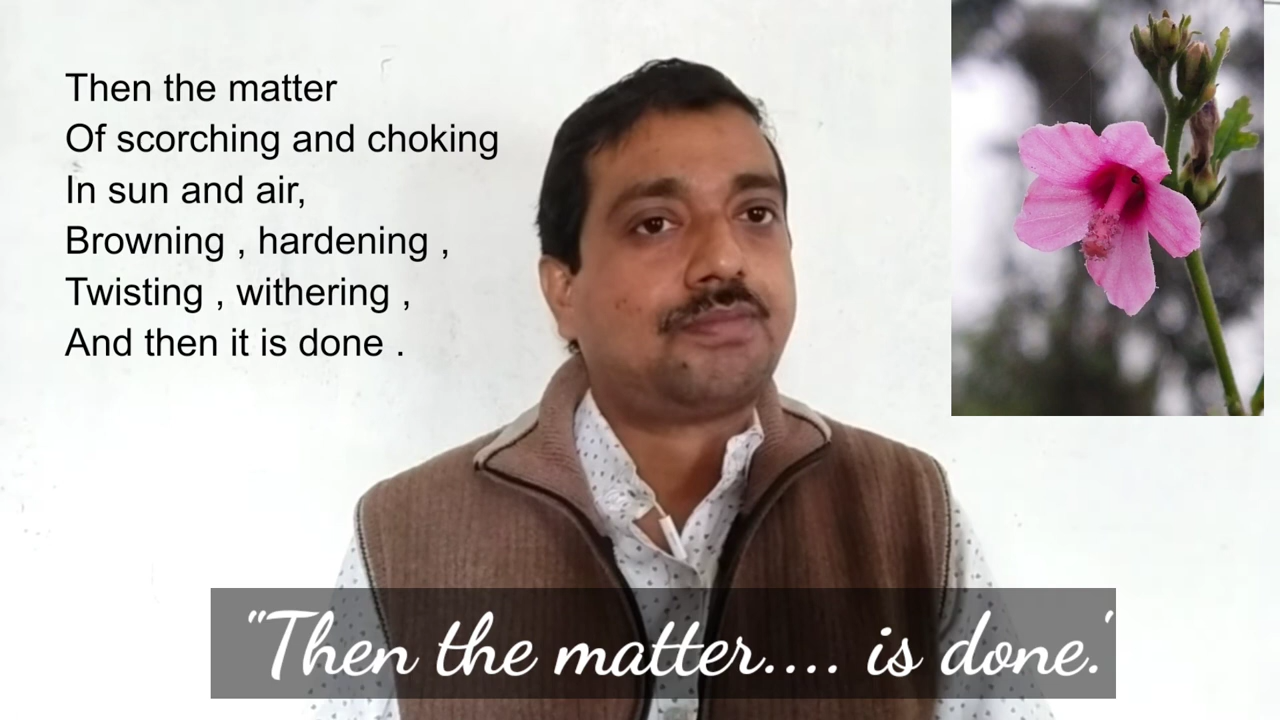 Then the matter
Of scorching and choking
In sun and air,
Browning , hardening ,
Twisting , withering ,
And then it is done .
"Then the matter.... is done.'